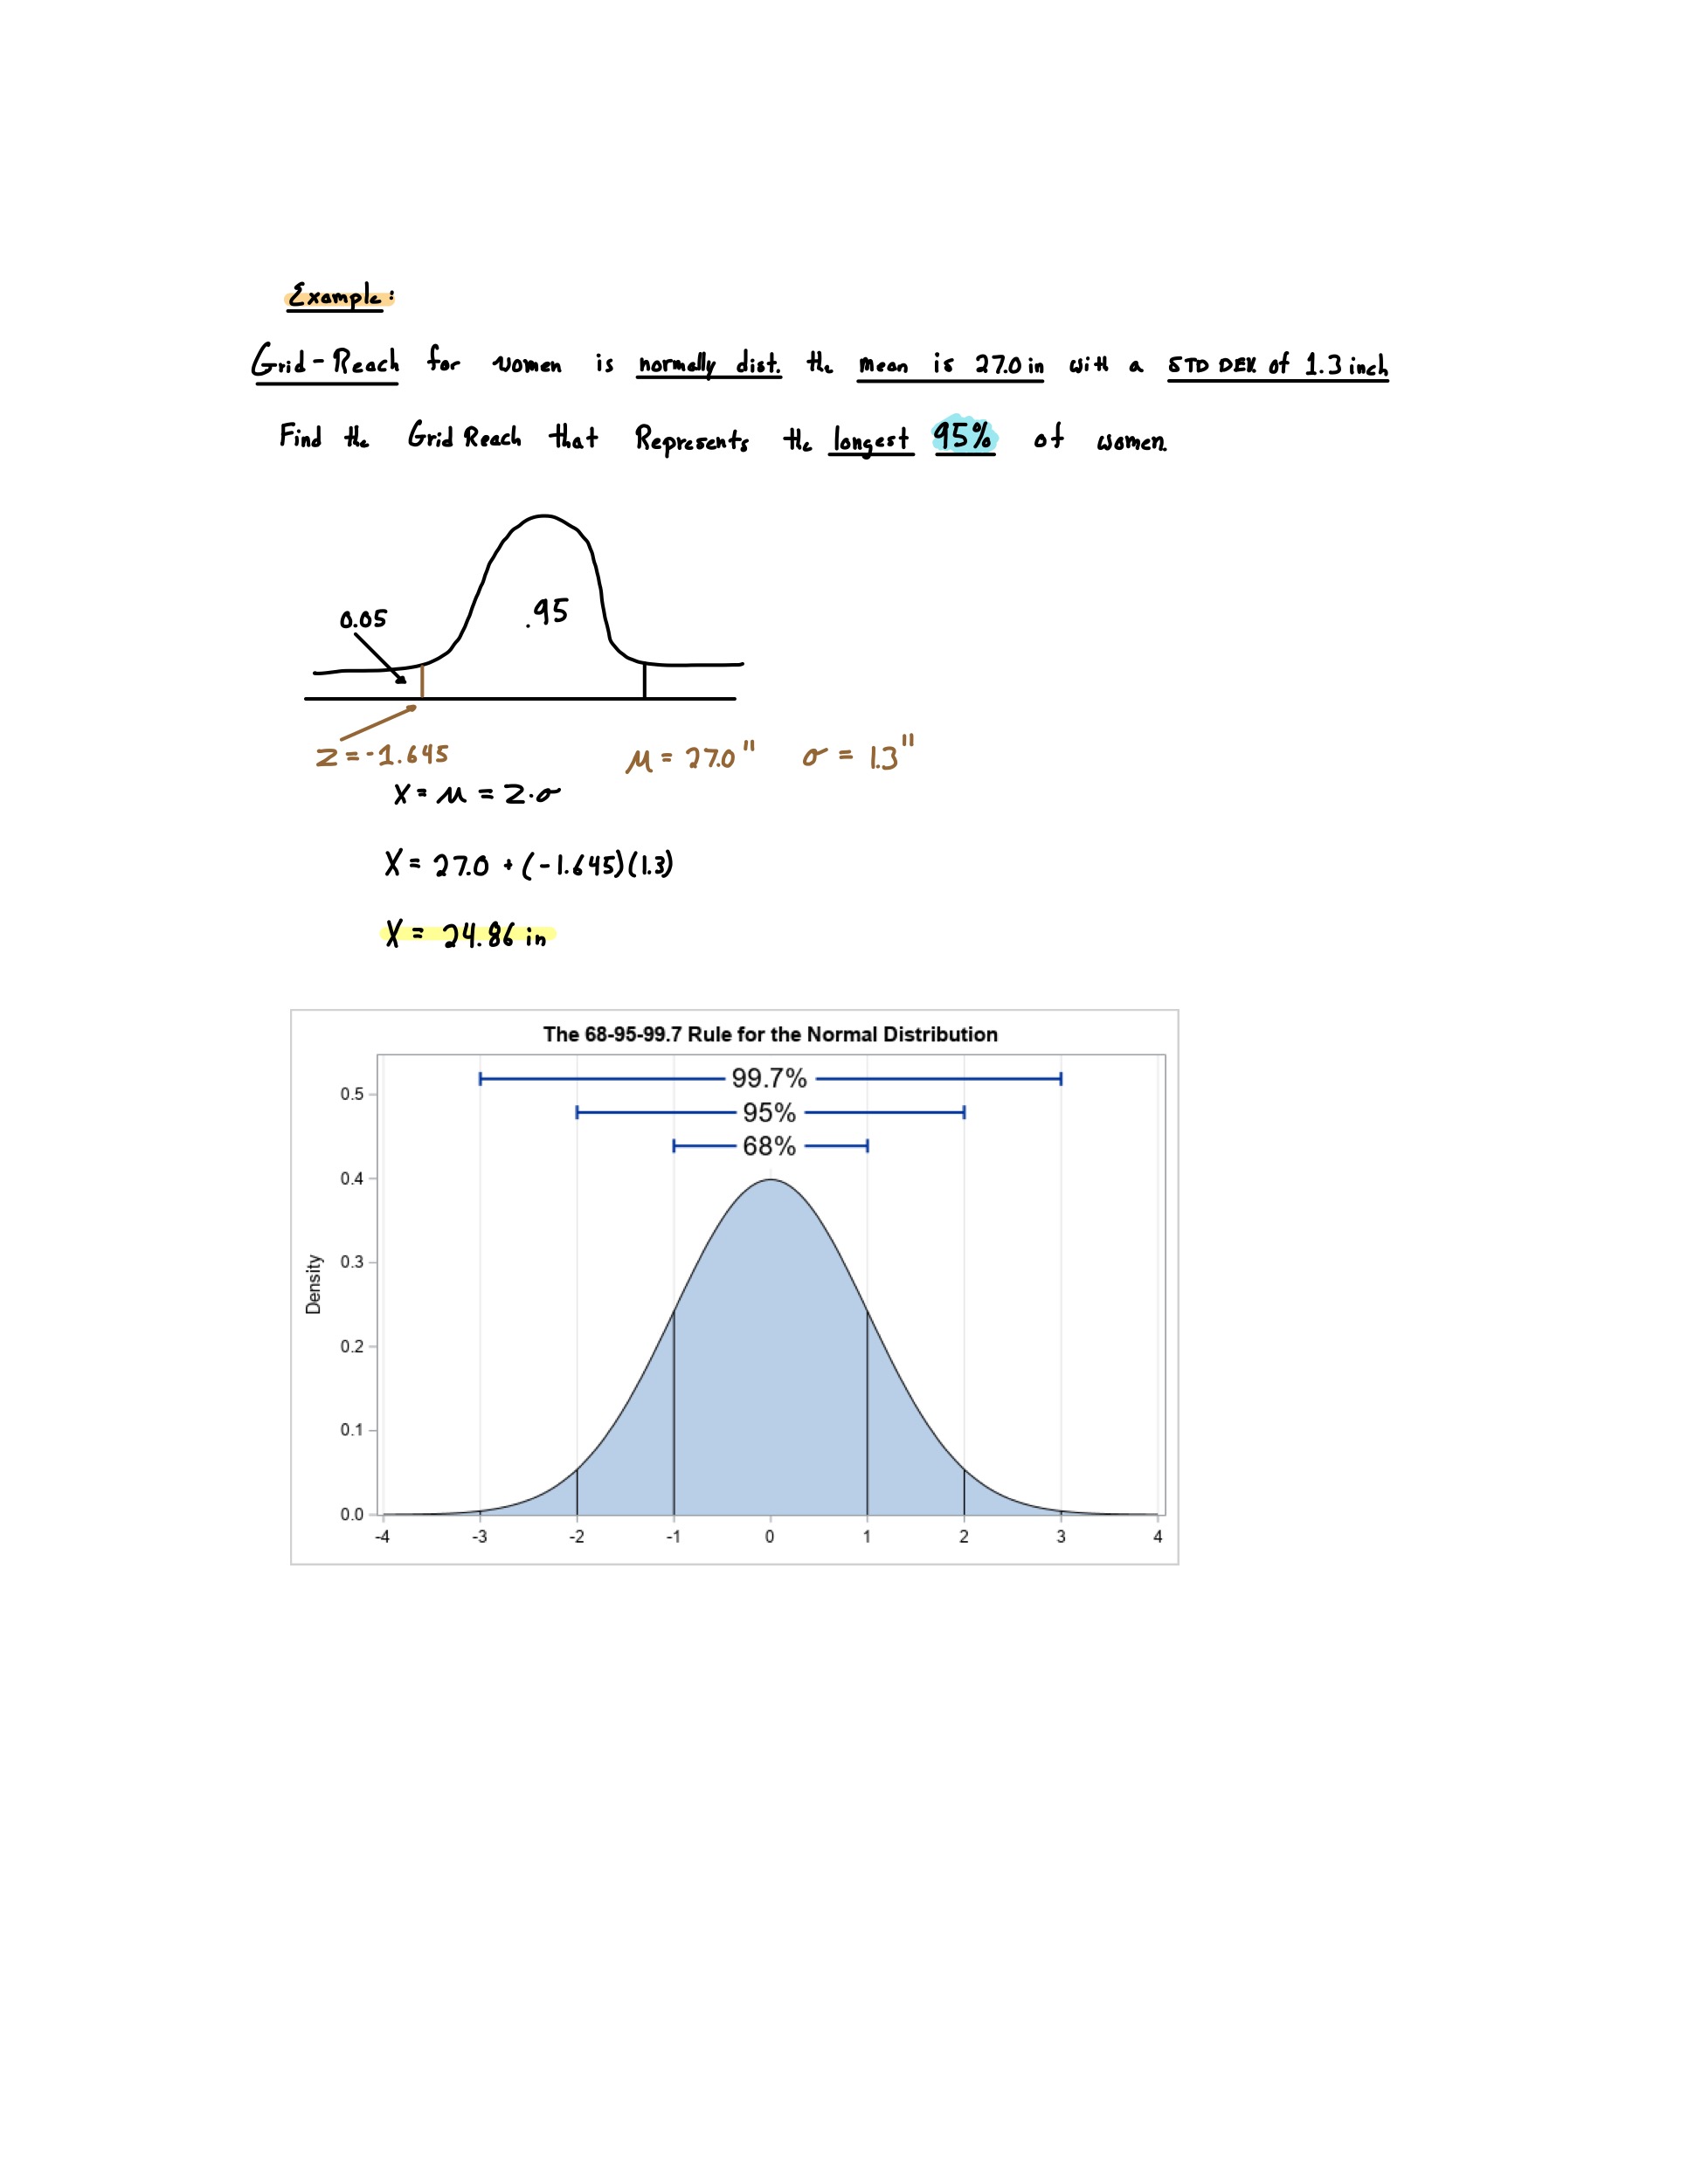 Example:
Grid-Reach for women is normally dist. the mean is 27.0 in with a STD DEV. of 1.3 inch
Find the Grid Reach that Represents the longest 95% of women.
0.05
.95
Z=-1.645
μ = 27.0" σ = 1.3"
X = μ = Z·σ
X = 27.0 + (-1.645)(1.3)
X = 24.86 in
The 68-95-99.7 Rule for the Normal Distribution
99.7%
95%
68%
0.5
0.4
0.3
0.2
0.1
0.0
Density
-4 -3 -2 -1 0 1 2 3 4